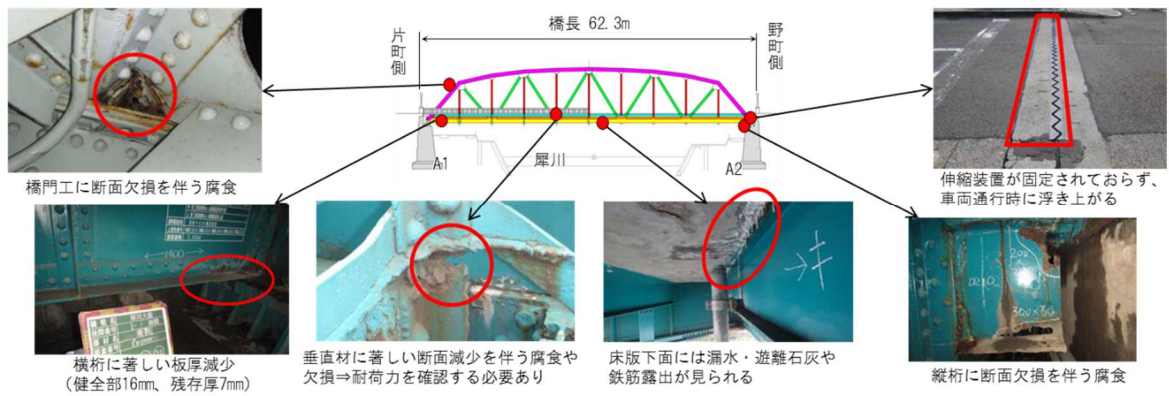 橋長 62.3m
片町側
野町側
A1
犀川
A2
橋門工に断面欠損を伴う腐食
伸縮装置が固定されておらず、
車両通行時に浮き上がる
1900
202
300×30
横桁に著しい板厚減少
(健全部16mm、残存厚7mm)
垂直材に著しい断面減少を伴う腐食や
欠損⇒耐荷力を確認する必要あり
床版下面には漏水・遊離石灰や
鉄筋露出が見られる
縦桁に断面欠損を伴う腐食